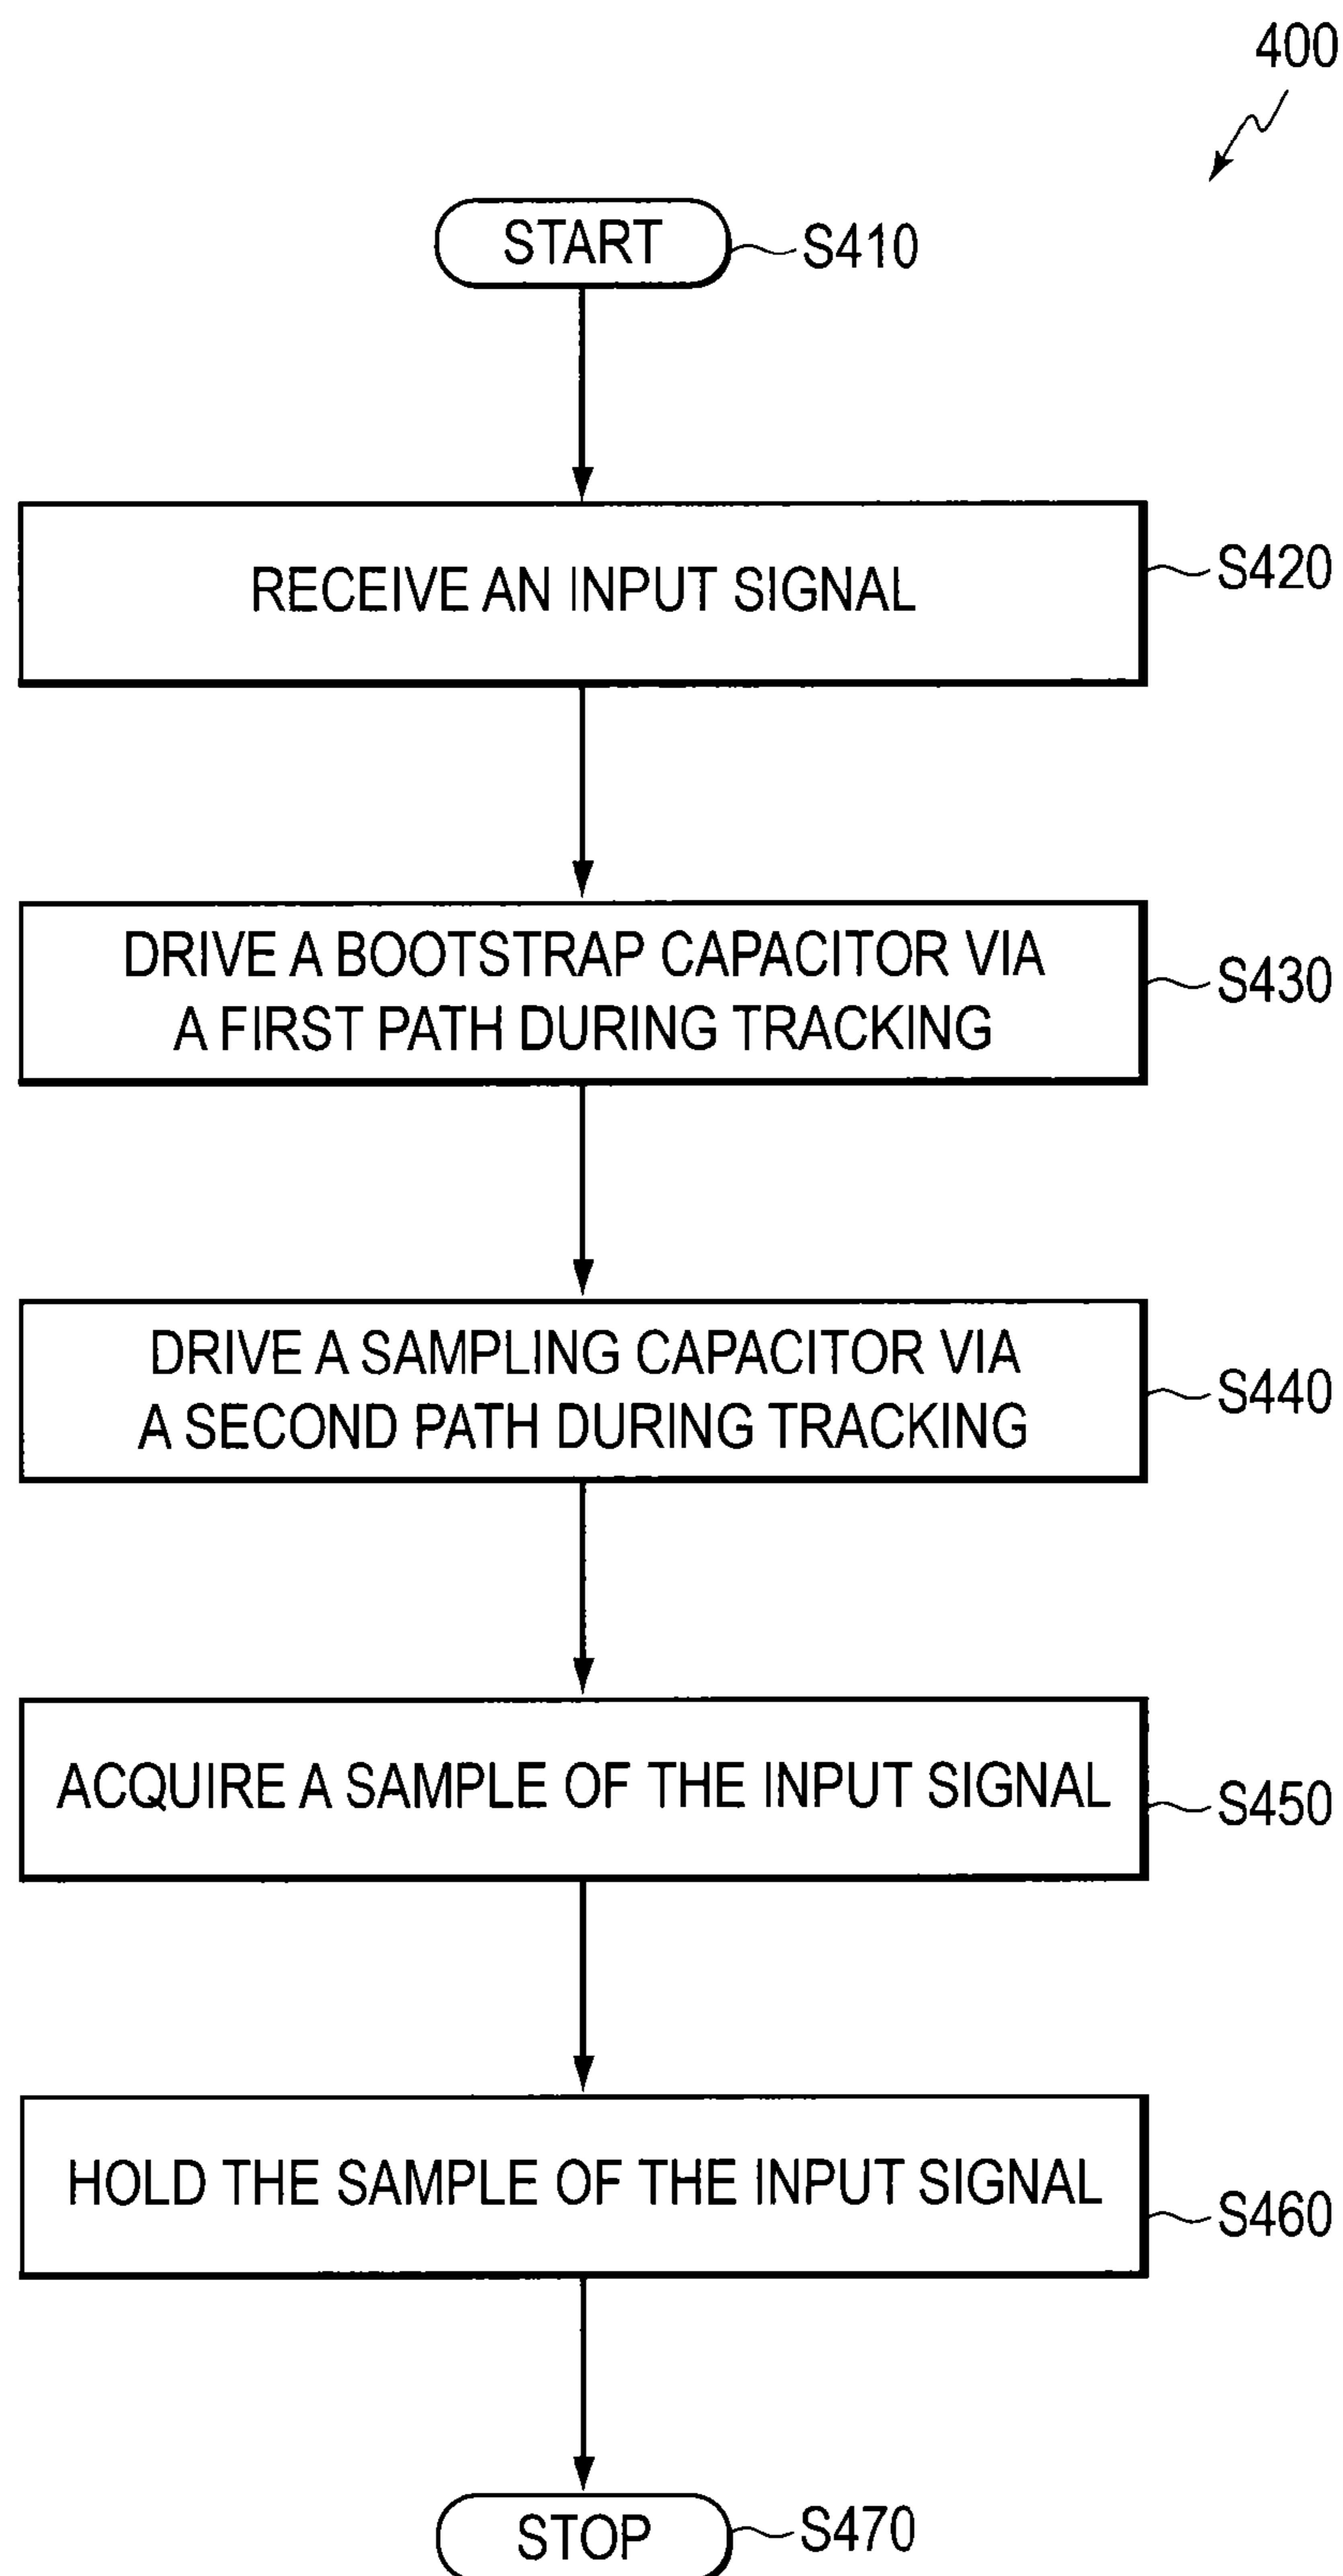 400
START
S410
RECEIVE AN INPUT SIGNAL
S420
DRIVE A BOOTSTRAP CAPACITOR VIA
A FIRST PATH DURING TRACKING
S430
DRIVE A SAMPLING CAPACITOR VIA
A SECOND PATH DURING TRACKING
S440
ACQUIRE A SAMPLE OF THE INPUT SIGNAL
S450
HOLD THE SAMPLE OF THE INPUT SIGNAL
S460
STOP
S470